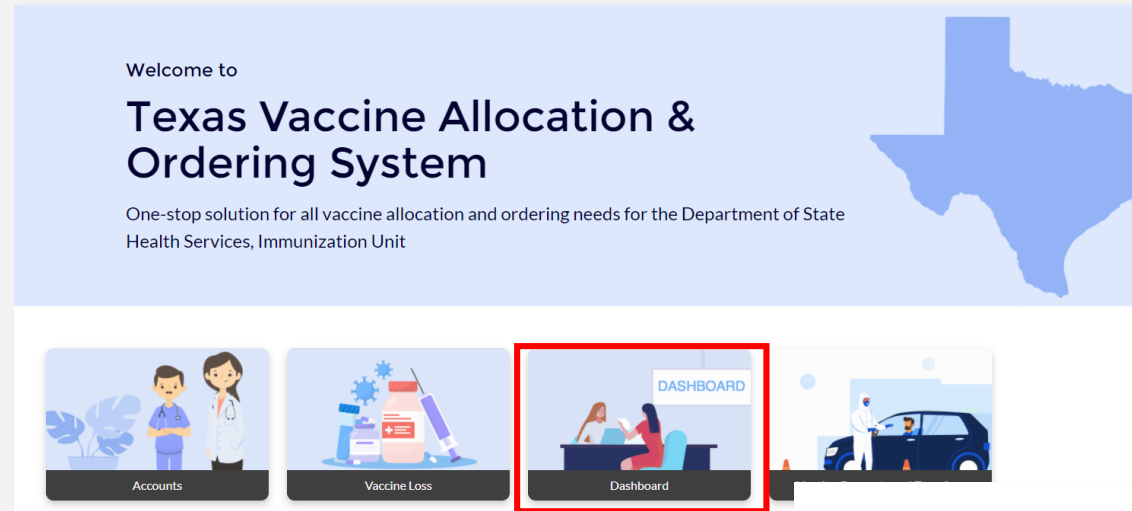 Welcome to
Texas Vaccine Allocation &
Ordering System
One-stop solution for all vaccine allocation and ordering needs for the Department of State
Health Services, Immunization Unit
DASHBOARD
Accounts
Vaccine Loss
Dashboard